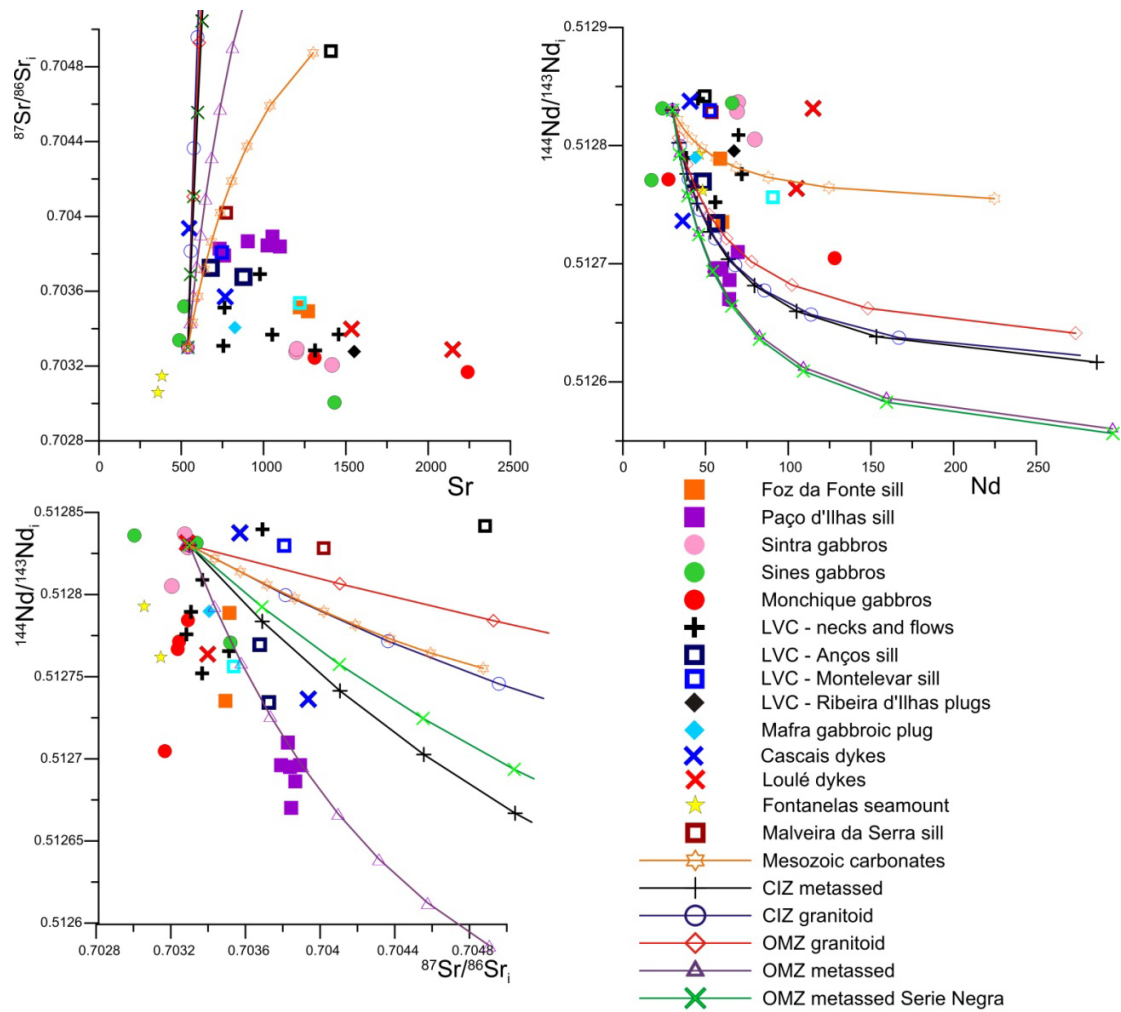 ⁸⁷Sr/⁸⁶Srᵢ
0.7048
0.7044
0.704
0.7036
0.7032
0.7028
0
500
1000
1500
2000
2500
Sr
¹⁴⁴Nd/¹⁴³Ndᵢ
0.5129
0.5128
0.5127
0.5126
0
50
100
150
200
250
Nd
¹⁴⁴Nd/¹⁴³Ndᵢ
0.51285
0.5128
0.51275
0.5127
0.51265
0.5126
0.7028
0.7032
0.7036
0.704
0.7044
0.7048
⁸⁷Sr/⁸⁶Srᵢ
Foz da Fonte sill
Paço d'Ilhas sill
Sintra gabbros
Sines gabbros
Monchique gabbros
LVC - necks and flows
LVC - Anços sill
LVC - Montelevar sill
LVC - Ribeira d'Ilhas plugs
Mafra gabbroic plug
Cascais dykes
Loulé dykes
Fontanelas seamount
Malveira da Serra sill
Mesozoic carbonates
CIZ metassed
CIZ granitoid
OMZ granitoid
OMZ metassed
OMZ metassed Serie Negra